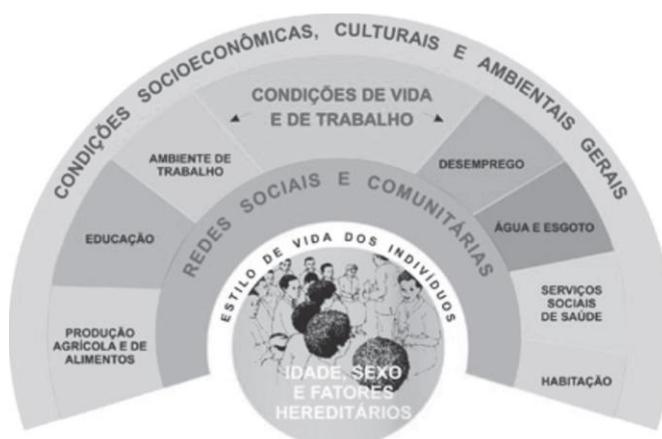 CONDIÇÕES SOCIOECONÔMICAS, CULTURAIS E AMBIENTAIS GERAIS
CONDIÇÕES DE VIDA
E DE TRABALHO
AMBIENTE DE
TRABALHO
DESEMPREGO
EDUCAÇÃO
ÁGUA E ESGOTO
PRODUÇÃO
AGRÍCOLA E DE
ALIMENTOS
SERVIÇOS
SOCIAIS
DE SAÚDE
HABITAÇÃO
REDES SOCIAIS E COMUNITÁRIAS
ESTILO DE VIDA DOS INDIVÍDUOS
IDADE, SEXO
E FATORES
HEREDITÁRIOS